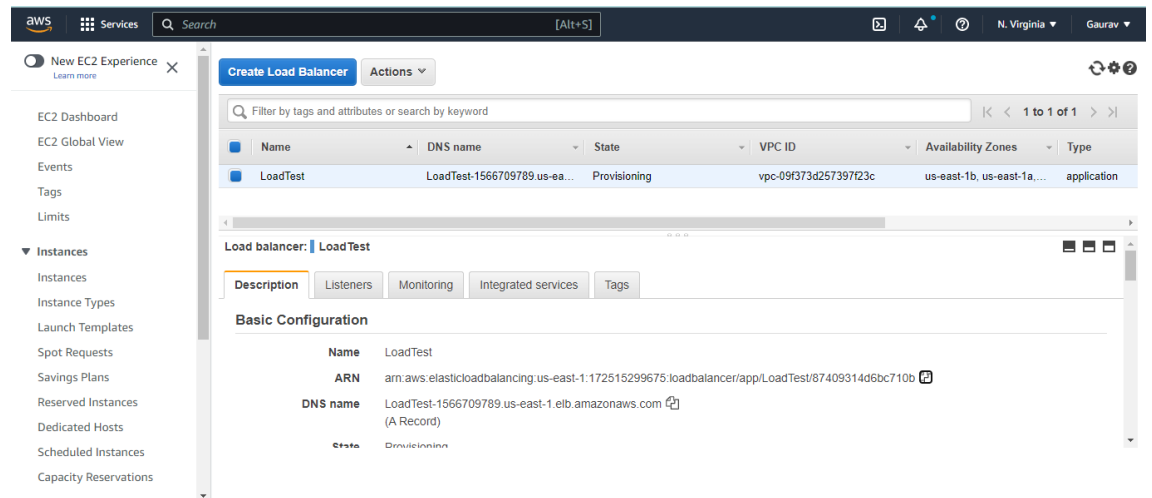 aws Services Search [Alt+S] N. Virginia ▼ Gaurav ▼
New EC2 Experience
Learn more
EC2 Dashboard
EC2 Global View
Events
Tags
Limits
Instances
Instances
Instance Types
Launch Templates
Spot Requests
Savings Plans
Reserved Instances
Dedicated Hosts
Scheduled Instances
Capacity Reservations
Create Load Balancer Actions
Filter by tags and attributes or search by keyword 1 to 1 of 1
Name DNS name State VPC ID Availability Zones Type
LoadTest LoadTest-1566709789.us-ea... Provisioning vpc-09f373d257397f23c us-east-1b, us-east-1a,... application
Load balancer: LoadTest
Description Listeners Monitoring Integrated services Tags
Basic Configuration
Name LoadTest
ARN arn:aws:elasticloadbalancing:us-east-1:172515299675:loadbalancer/app/LoadTest/87409314d6bc710b
DNS name LoadTest-1566709789.us-east-1.elb.amazonaws.com
(A Record)
State Provisioning